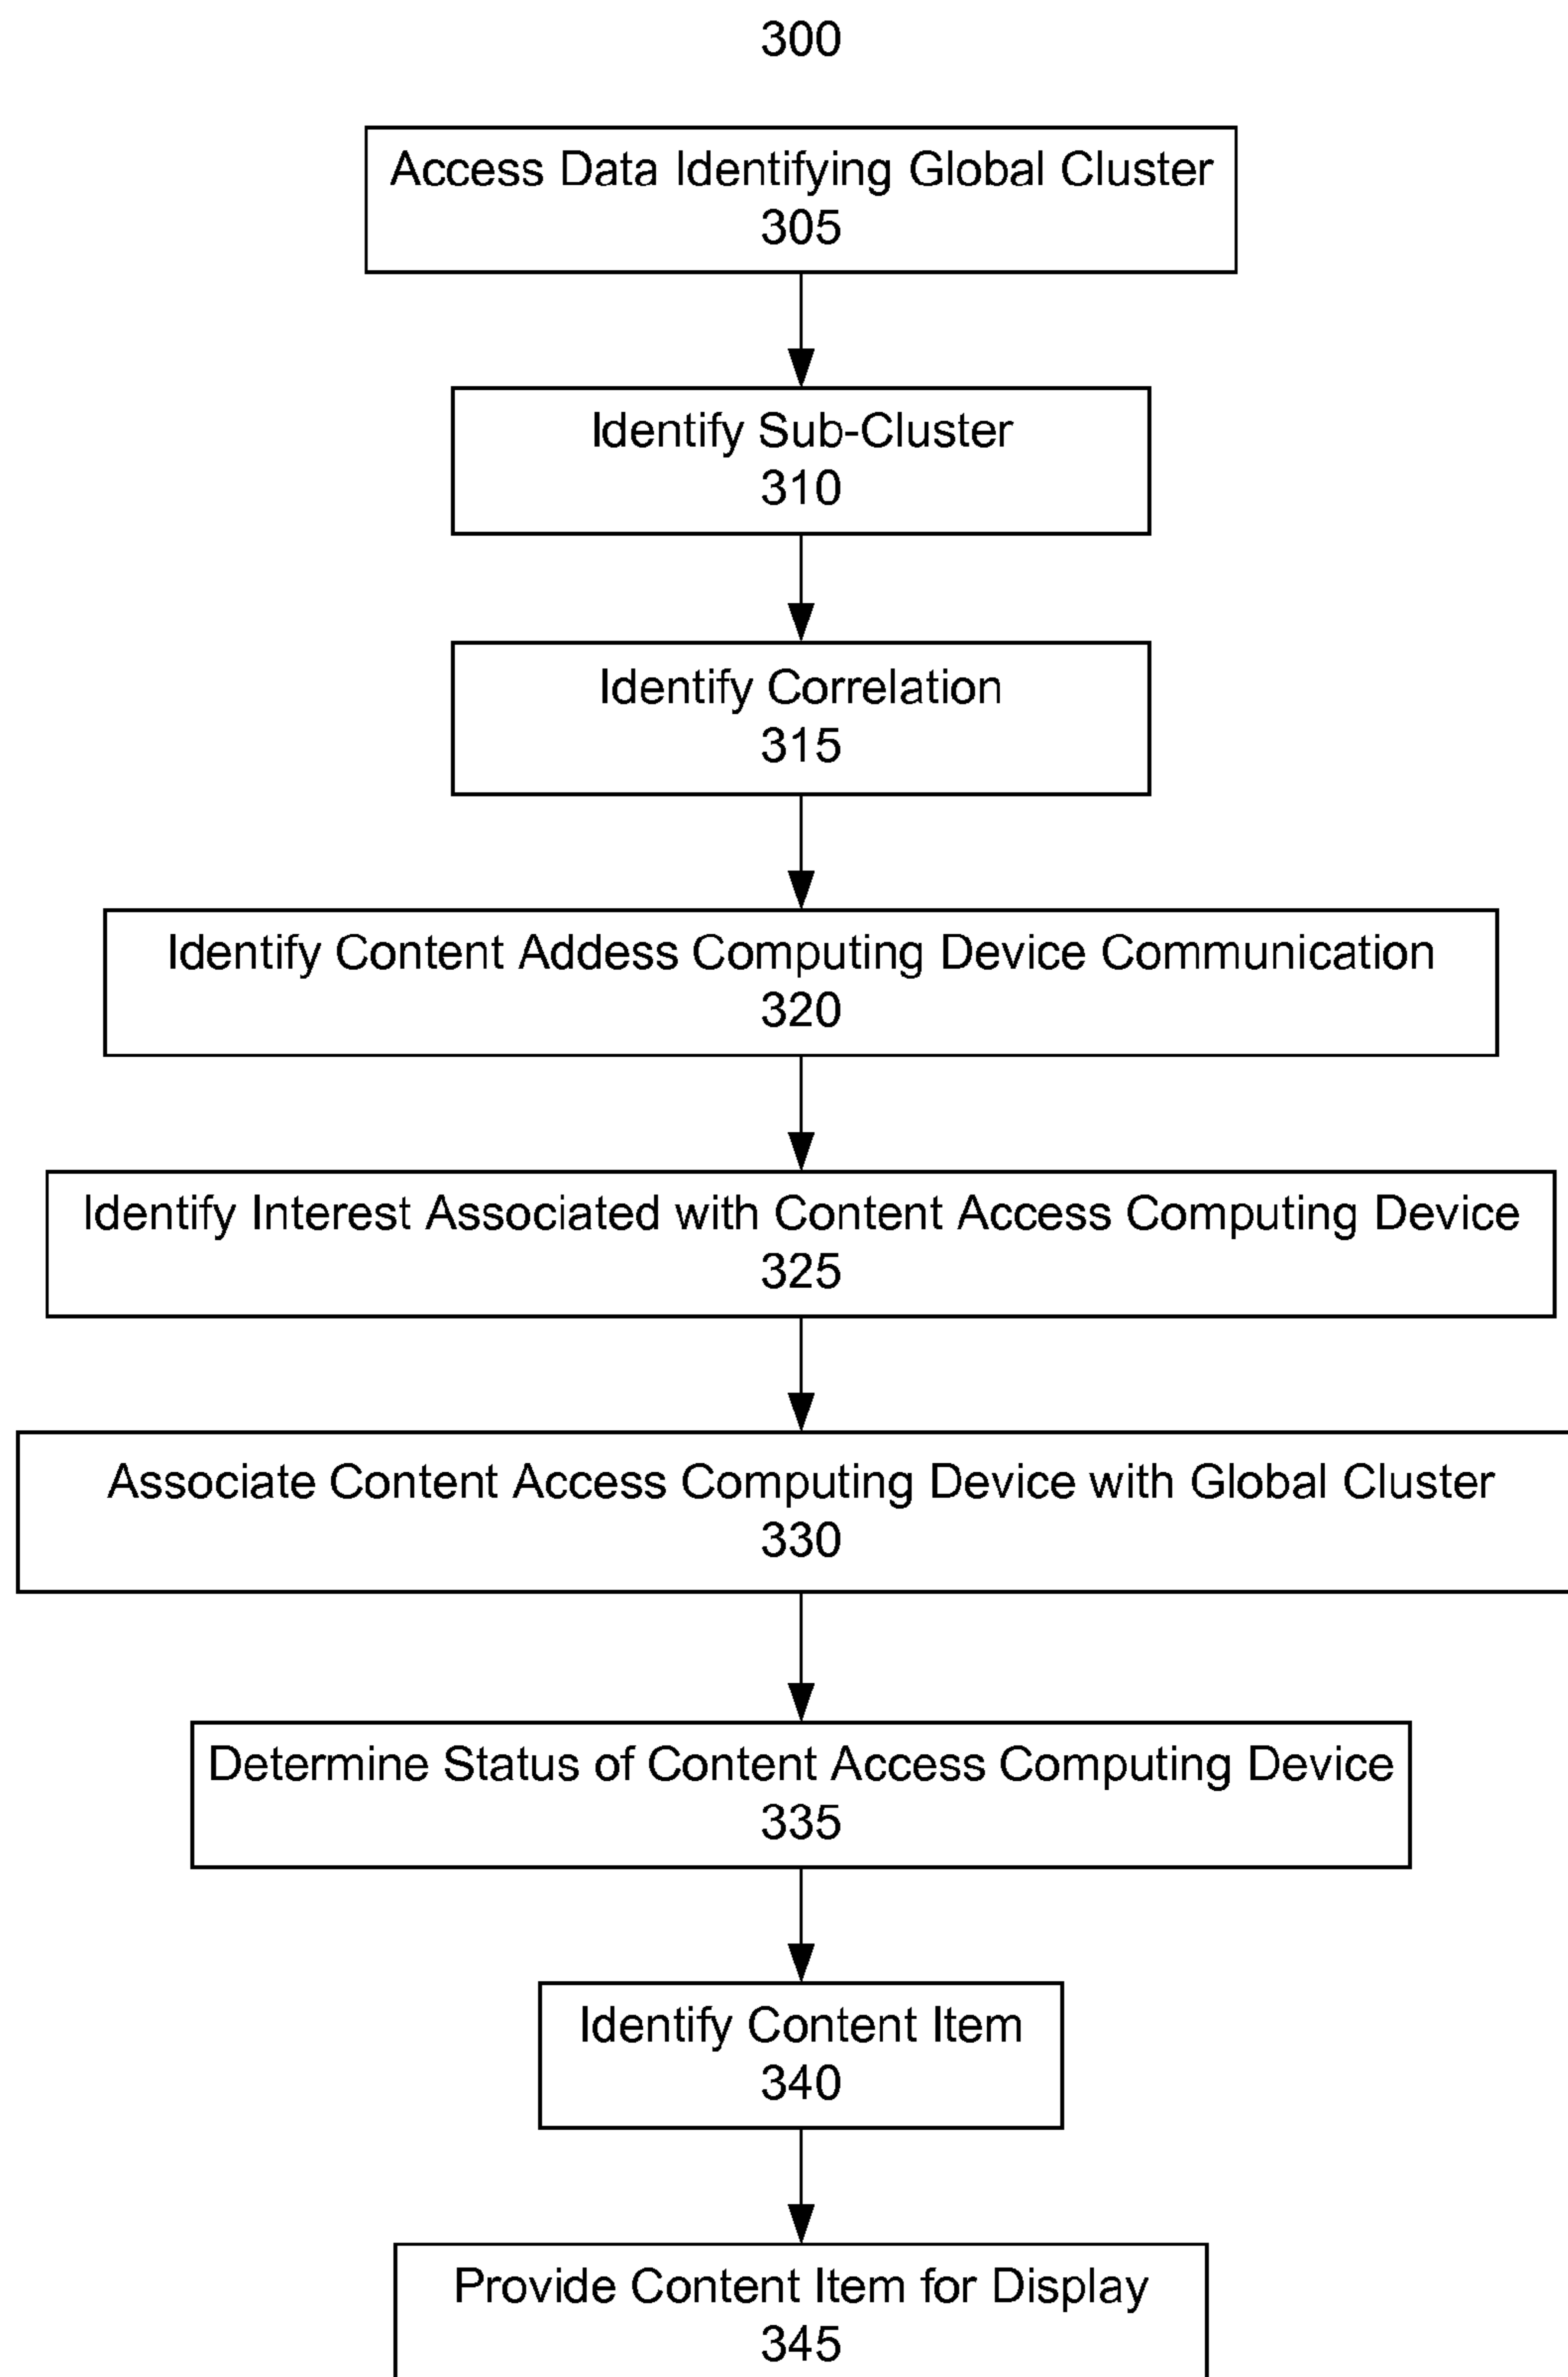 300
Access Data Identifying Global Cluster
305
Identify Sub-Cluster
310
Identify Correlation
315
Identify Content Addess Computing Device Communication
320
Identify Interest Associated with Content Access Computing Device
325
Associate Content Access Computing Device with Global Cluster
330
Determine Status of Content Access Computing Device
335
Identify Content Item
340
Provide Content Item for Display
345